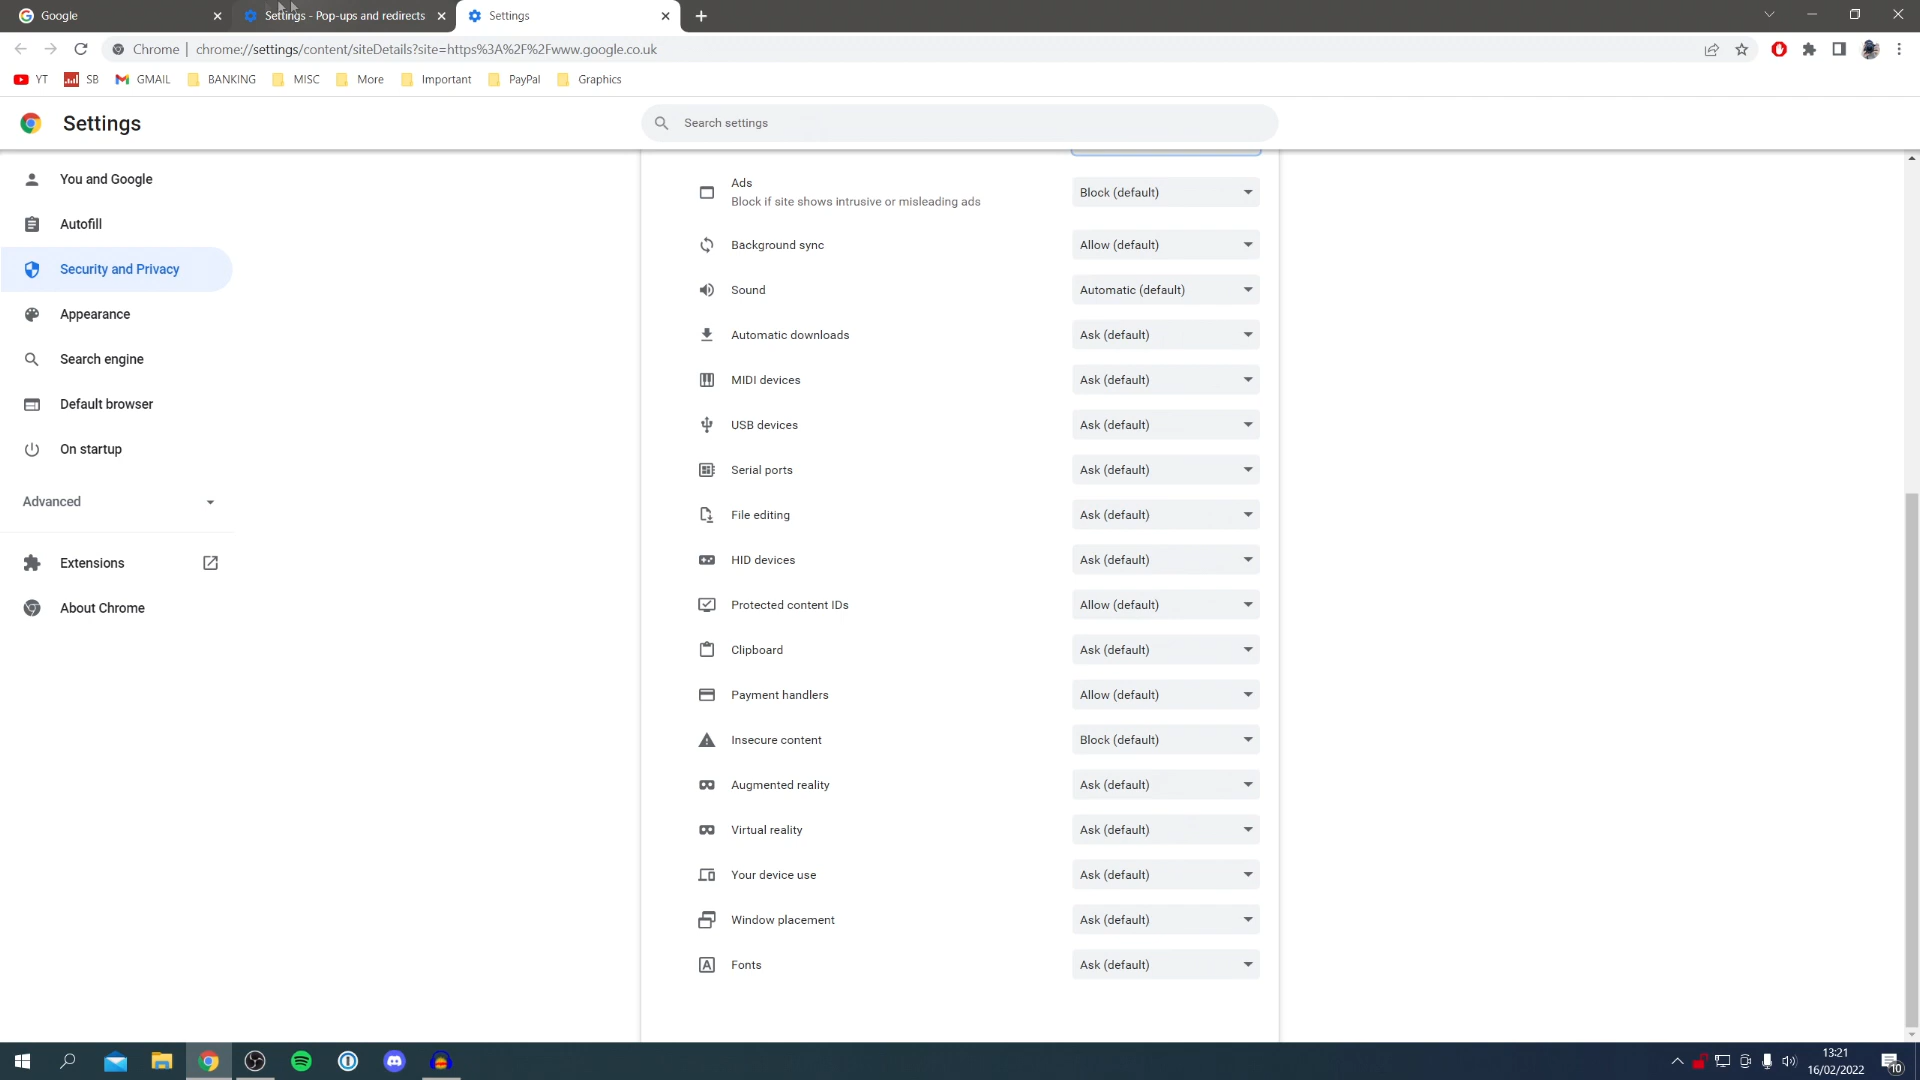 Google
Settings - Pop-ups and redirects
Settings
Chrome
chrome://settings/content/siteDetails?site=https%3A%2F%2Fwww.google.co.uk
YT
SB
GMAIL
BANKING
MISC
More
Important
PayPal
Graphics
Settings
Search settings
You and Google
Autofill
Security and Privacy
Appearance
Search engine
Default browser
On startup
Advanced
Extensions
About Chrome
Ads
Block if site shows intrusive or misleading ads
Block (default)
Background sync
Allow (default)
Sound
Automatic (default)
Automatic downloads
Ask (default)
MIDI devices
Ask (default)
USB devices
Ask (default)
Serial ports
Ask (default)
File editing
Ask (default)
HID devices
Ask (default)
Protected content IDs
Allow (default)
Clipboard
Ask (default)
Payment handlers
Allow (default)
Insecure content
Block (default)
Augmented reality
Ask (default)
Virtual reality
Ask (default)
Your device use
Ask (default)
Window placement
Ask (default)
Fonts
Ask (default)
13:21
16/02/2022
10